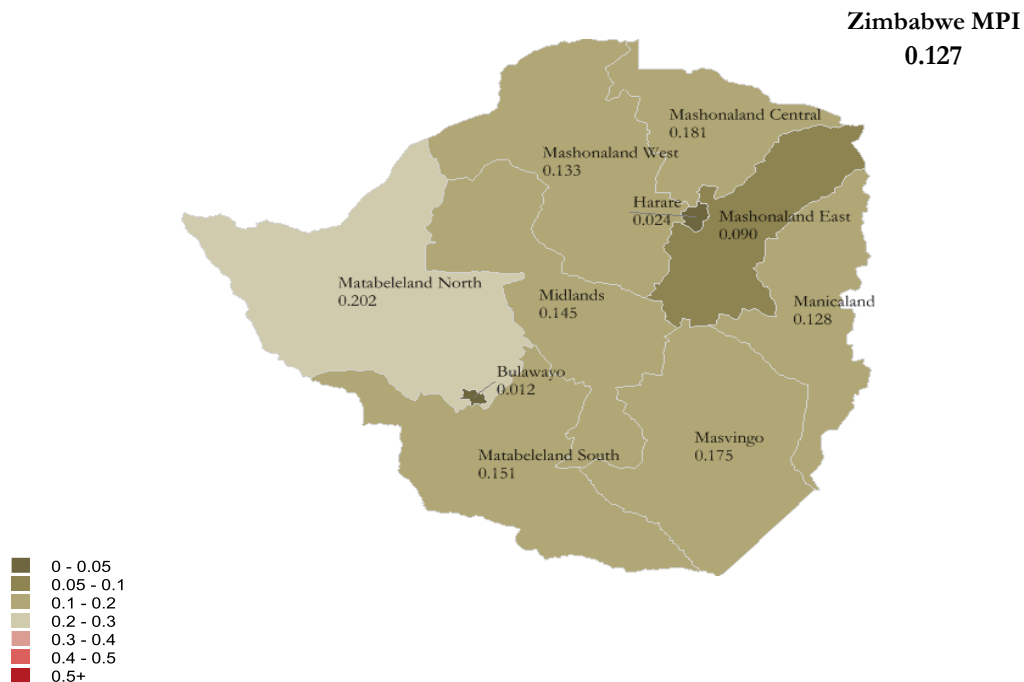 Zimbabwe MPI
0.127
Mashonaland Central
0.181
Mashonaland West
0.133
Harare
0.024
Mashonaland East
0.090
Matabeleland North
0.202
Midlands
0.145
Manicaland
0.128
Bulawayo
0.012
Masvingo
0.175
Matabeleland South
0.151
0 - 0.05
0.05 - 0.1
0.1 - 0.2
0.2 - 0.3
0.3 - 0.4
0.4 - 0.5
0.5+